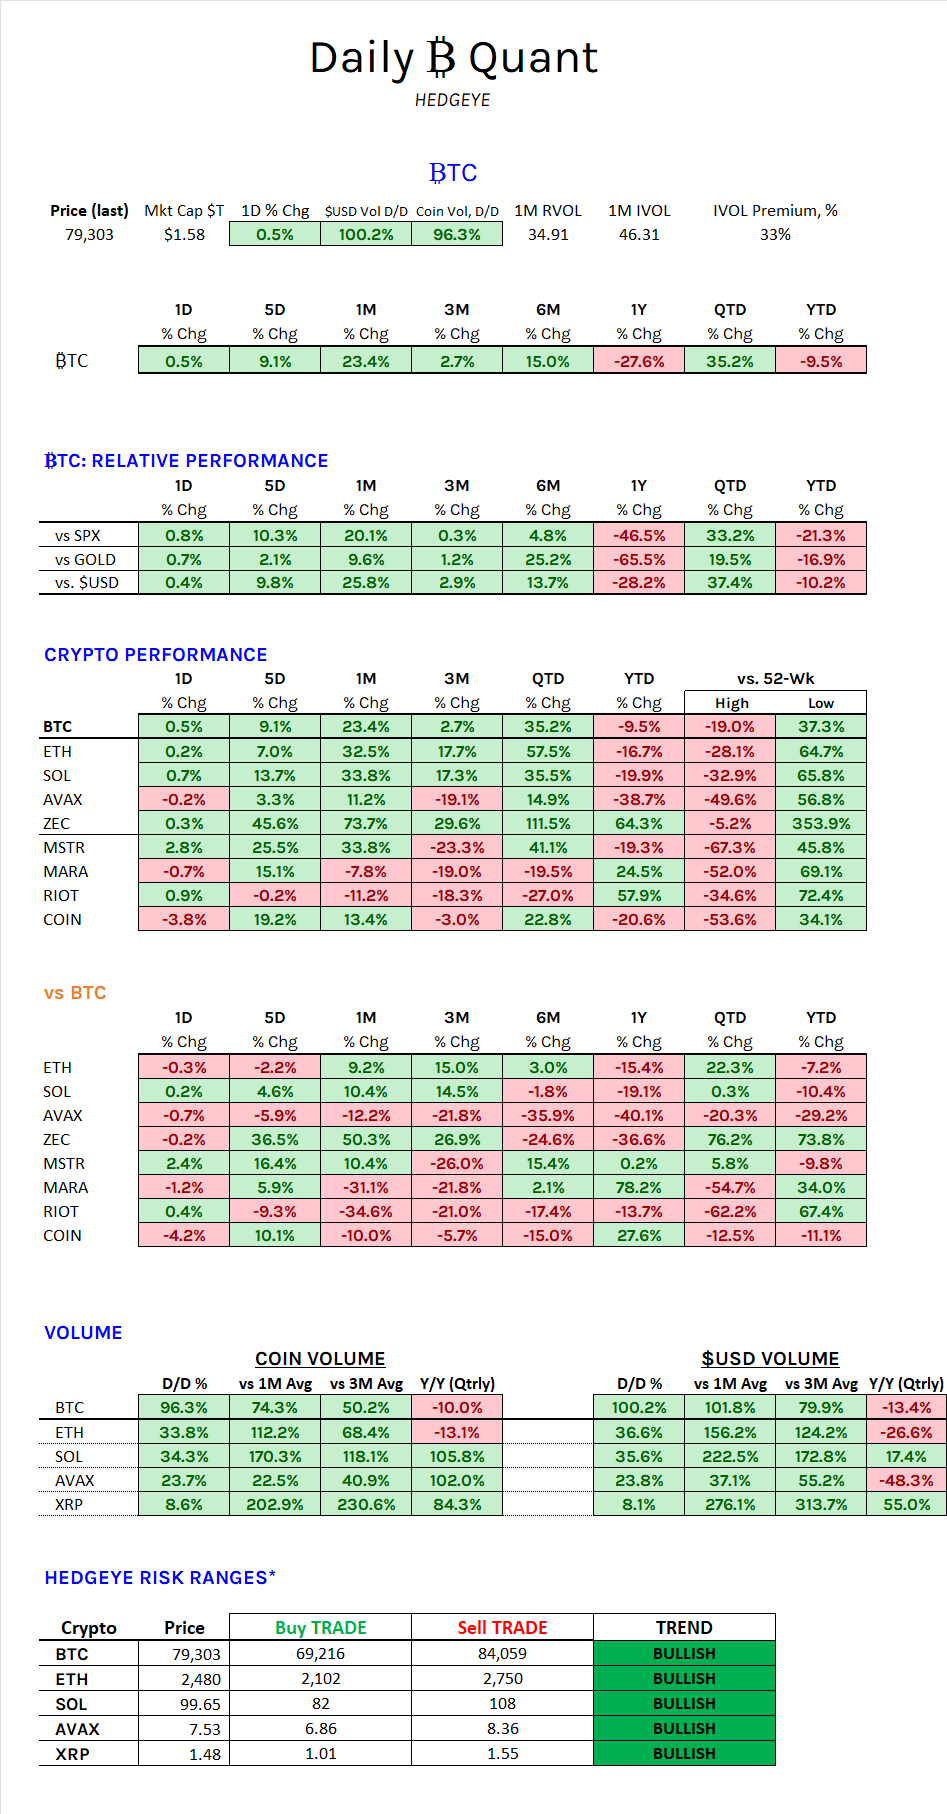 Daily ₿ Quant
HEDGEYE
₿TC
Price (last) Mkt Cap $T 1D % Chg $USD Vol D/D Coin Vol, D/D 1M RVOL 1M IVOL IVOL Premium, %
79,303 $1.58 0.5% 100.2% 96.3% 34.91 46.31 33%
1D 5D 1M 3M 6M 1Y QTD YTD
% Chg % Chg % Chg % Chg % Chg % Chg % Chg % Chg
₿TC 0.5% 9.1% 23.4% 2.7% 15.0% -27.6% 35.2% -9.5%
₿TC: RELATIVE PERFORMANCE
1D 5D 1M 3M 6M 1Y QTD YTD
% Chg % Chg % Chg % Chg % Chg % Chg % Chg % Chg
vs SPX 0.8% 10.3% 20.1% 0.3% 4.8% -46.5% 33.2% -21.3%
vs GOLD 0.7% 2.1% 9.6% 1.2% 25.2% -65.5% 19.5% -16.9%
vs. $USD 0.4% 9.8% 25.8% 2.9% 13.7% -28.2% 37.4% -10.2%
CRYPTO PERFORMANCE
1D 5D 1M 3M QTD YTD vs. 52-Wk
% Chg % Chg % Chg % Chg % Chg % Chg High Low
BTC 0.5% 9.1% 23.4% 2.7% 35.2% -9.5% -19.0% 37.3%
ETH 0.2% 7.0% 32.5% 17.7% 57.5% -16.7% -28.1% 64.7%
SOL 0.7% 13.7% 33.8% 17.3% 35.5% -19.9% -32.9% 65.8%
AVAX -0.2% 3.3% 11.2% -19.1% 14.9% -38.7% -49.6% 56.8%
ZEC 0.3% 45.6% 73.7% 29.6% 111.5% 64.3% -5.2% 353.9%
MSTR 2.8% 25.5% 33.8% -23.3% 41.1% -19.3% -67.3% 45.8%
MARA -0.7% 15.1% -7.8% -19.0% -19.5% 24.5% -52.0% 69.1%
RIOT 0.9% -0.2% -11.2% -18.3% -27.0% 57.9% -34.6% 72.4%
COIN -3.8% 19.2% 13.4% -3.0% 22.8% -20.6% -53.6% 34.1%
vs BTC
1D 5D 1M 3M 6M 1Y QTD YTD
% Chg % Chg % Chg % Chg % Chg % Chg % Chg % Chg
ETH -0.3% -2.2% 9.2% 15.0% 3.0% -15.4% 22.3% -7.2%
SOL 0.2% 4.6% 10.4% 14.5% -1.8% -19.1% 0.3% -10.4%
AVAX -0.7% -5.9% -12.2% -21.8% -35.9% -40.1% -20.3% -29.2%
ZEC -0.2% 36.5% 50.3% 26.9% -24.6% -36.6% 76.2% 73.8%
MSTR 2.4% 16.4% 10.4% -26.0% 15.4% 0.2% 5.8% -9.8%
MARA -1.2% 5.9% -31.1% -21.8% 2.1% 78.2% -54.7% 34.0%
RIOT 0.4% -9.3% -34.6% -21.0% -17.4% -13.7% -62.2% 67.4%
COIN -4.2% 10.1% -10.0% -5.7% -15.0% 27.6% -12.5% -11.1%
VOLUME
COIN VOLUME $USD VOLUME
D/D % vs 1M Avg vs 3M Avg Y/Y (Qtrly) D/D % vs 1M Avg vs 3M Avg Y/Y (Qtrly)
BTC 96.3% 74.3% 50.2% -10.0% 100.2% 101.8% 79.9% -13.4%
ETH 33.8% 112.2% 68.4% -13.1% 36.6% 156.2% 124.2% -26.6%
SOL 34.3% 170.3% 118.1% 105.8% 35.6% 222.5% 172.8% 17.4%
AVAX 23.7% 22.5% 40.9% 102.0% 23.8% 37.1% 55.2% -48.3%
XRP 8.6% 202.9% 230.6% 84.3% 8.1% 276.1% 313.7% 55.0%
HEDGEYE RISK RANGES*
Crypto Price Buy TRADE Sell TRADE TREND
BTC 79,303 69,216 84,059 BULLISH
ETH 2,480 2,102 2,750 BULLISH
SOL 99.65 82 108 BULLISH
AVAX 7.53 6.86 8.36 BULLISH
XRP 1.48 1.01 1.55 BULLISH